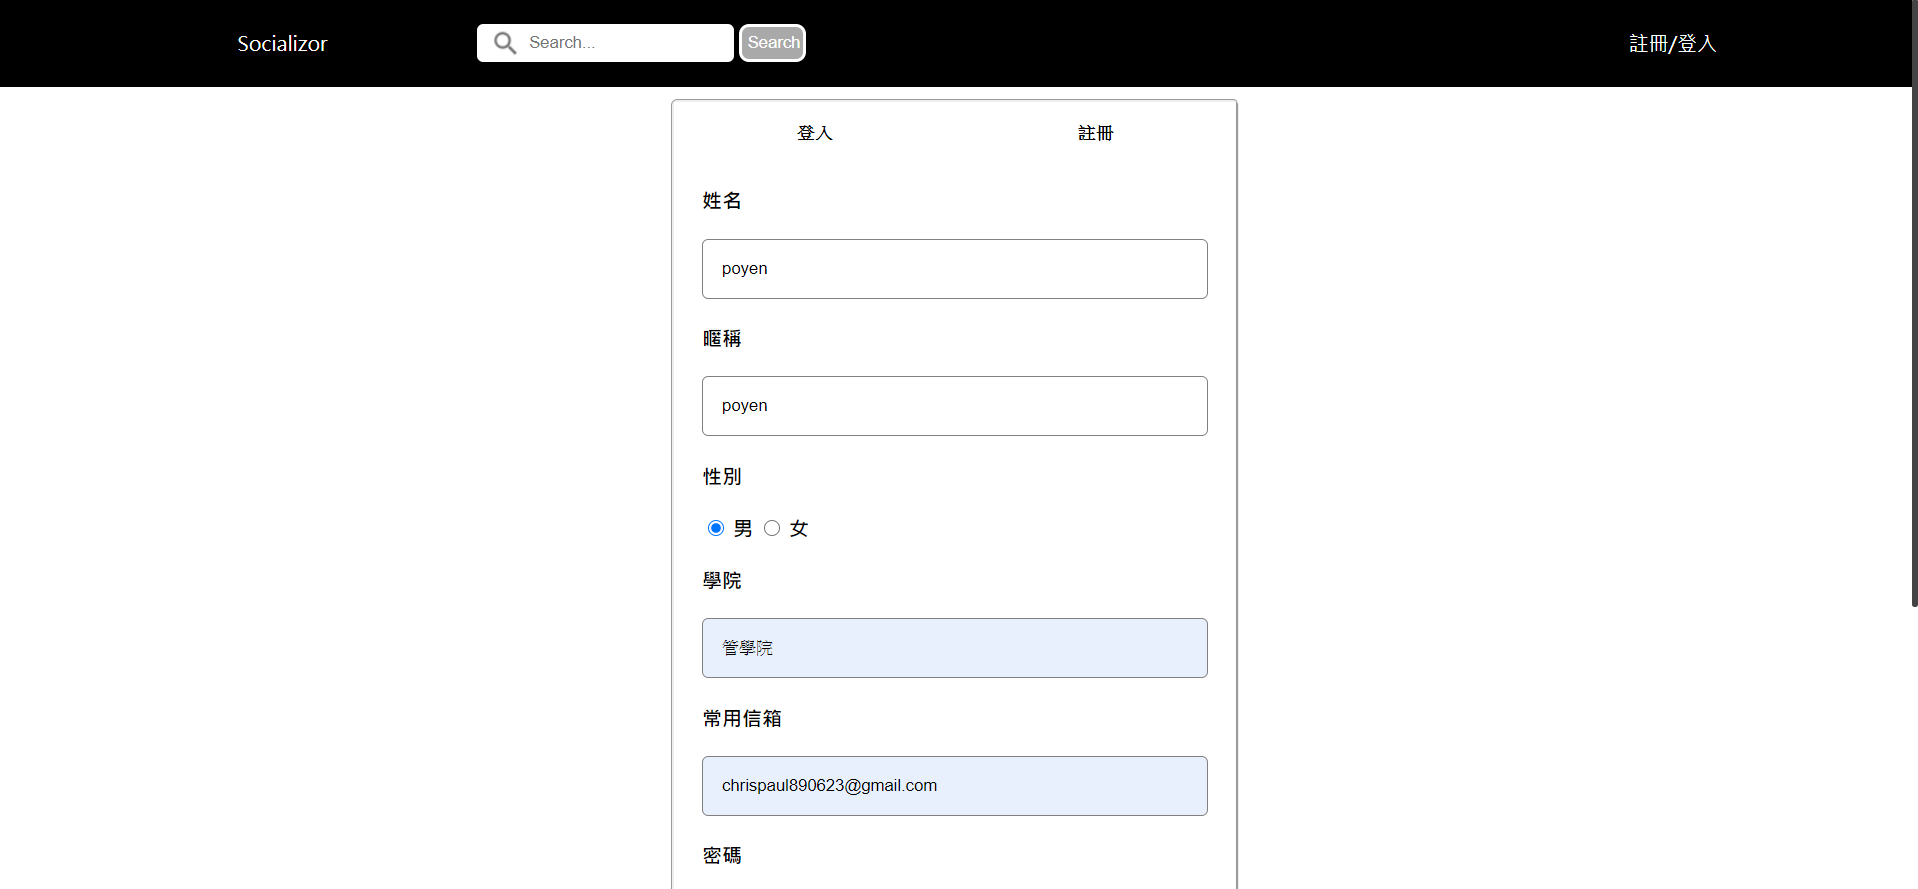 Socializor
Search...
Search
註冊/登入
登入
註冊
姓名
poyen
暱稱
poyen
性別
男
女
學院
管學院
常用信箱
chrispaul890623@gmail.com
密碼